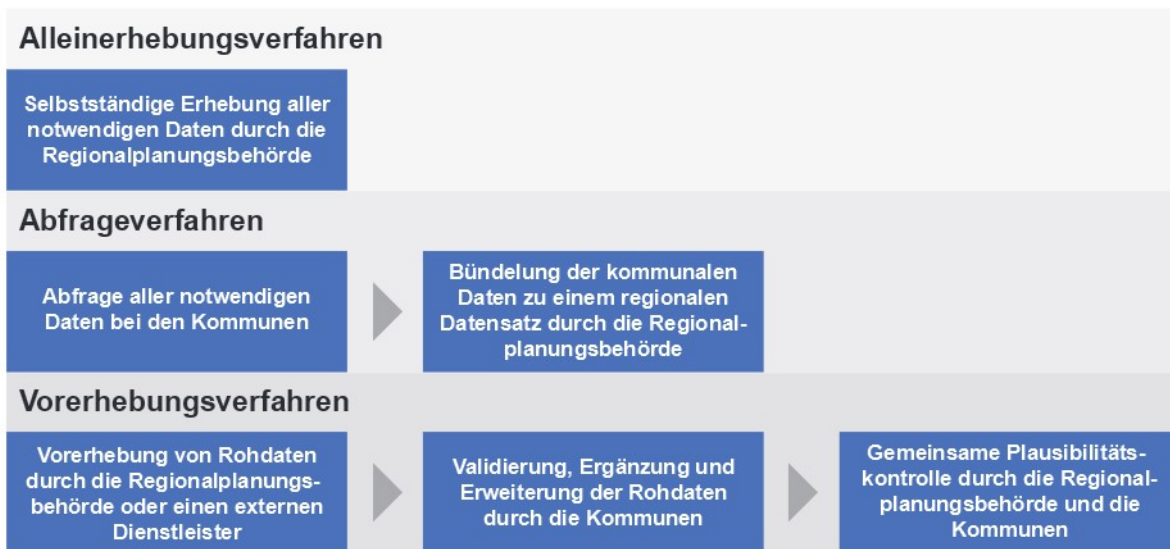 Alleinerhebungsverfahren
Selbstständige Erhebung aller
notwendigen Daten durch die
Regionalplanungsbehörde
Abfrageverfahren
Abfrage aller notwendigen
Daten bei den Kommunen
Bündelung der kommunalen
Daten zu einem regionalen
Datensatz durch die Regional-
planungsbehörde
Vorerhebungsverfahren
Vorerhebung von Rohdaten
durch die Regionalplanungs-
behörde oder einen externen
Dienstleister
Validierung, Ergänzung und
Erweiterung der Rohdaten
durch die Kommunen
Gemeinsame Plausibilitäts-
kontrolle durch die Regional-
planungsbehörde und die
Kommunen